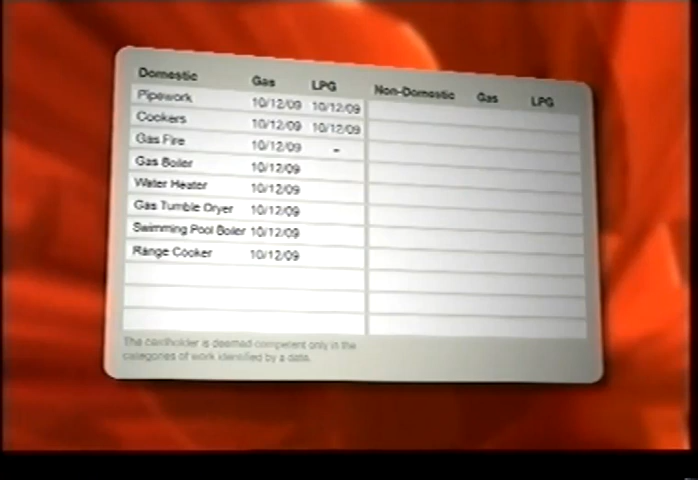 Domestic Gas LPG Non-Domestic Gas LPG
Pipework 10/12/09 10/12/09
Cookers 10/12/09 10/12/09
Gas Fire 10/12/09 -
Gas Boiler 10/12/09
Water Heater 10/12/09
Gas Tumble Dryer 10/12/09
Swimming Pool Boiler 10/12/09
Range Cooker 10/12/09
The cardholder is deemed competent only in the
categories of work identified by a date.